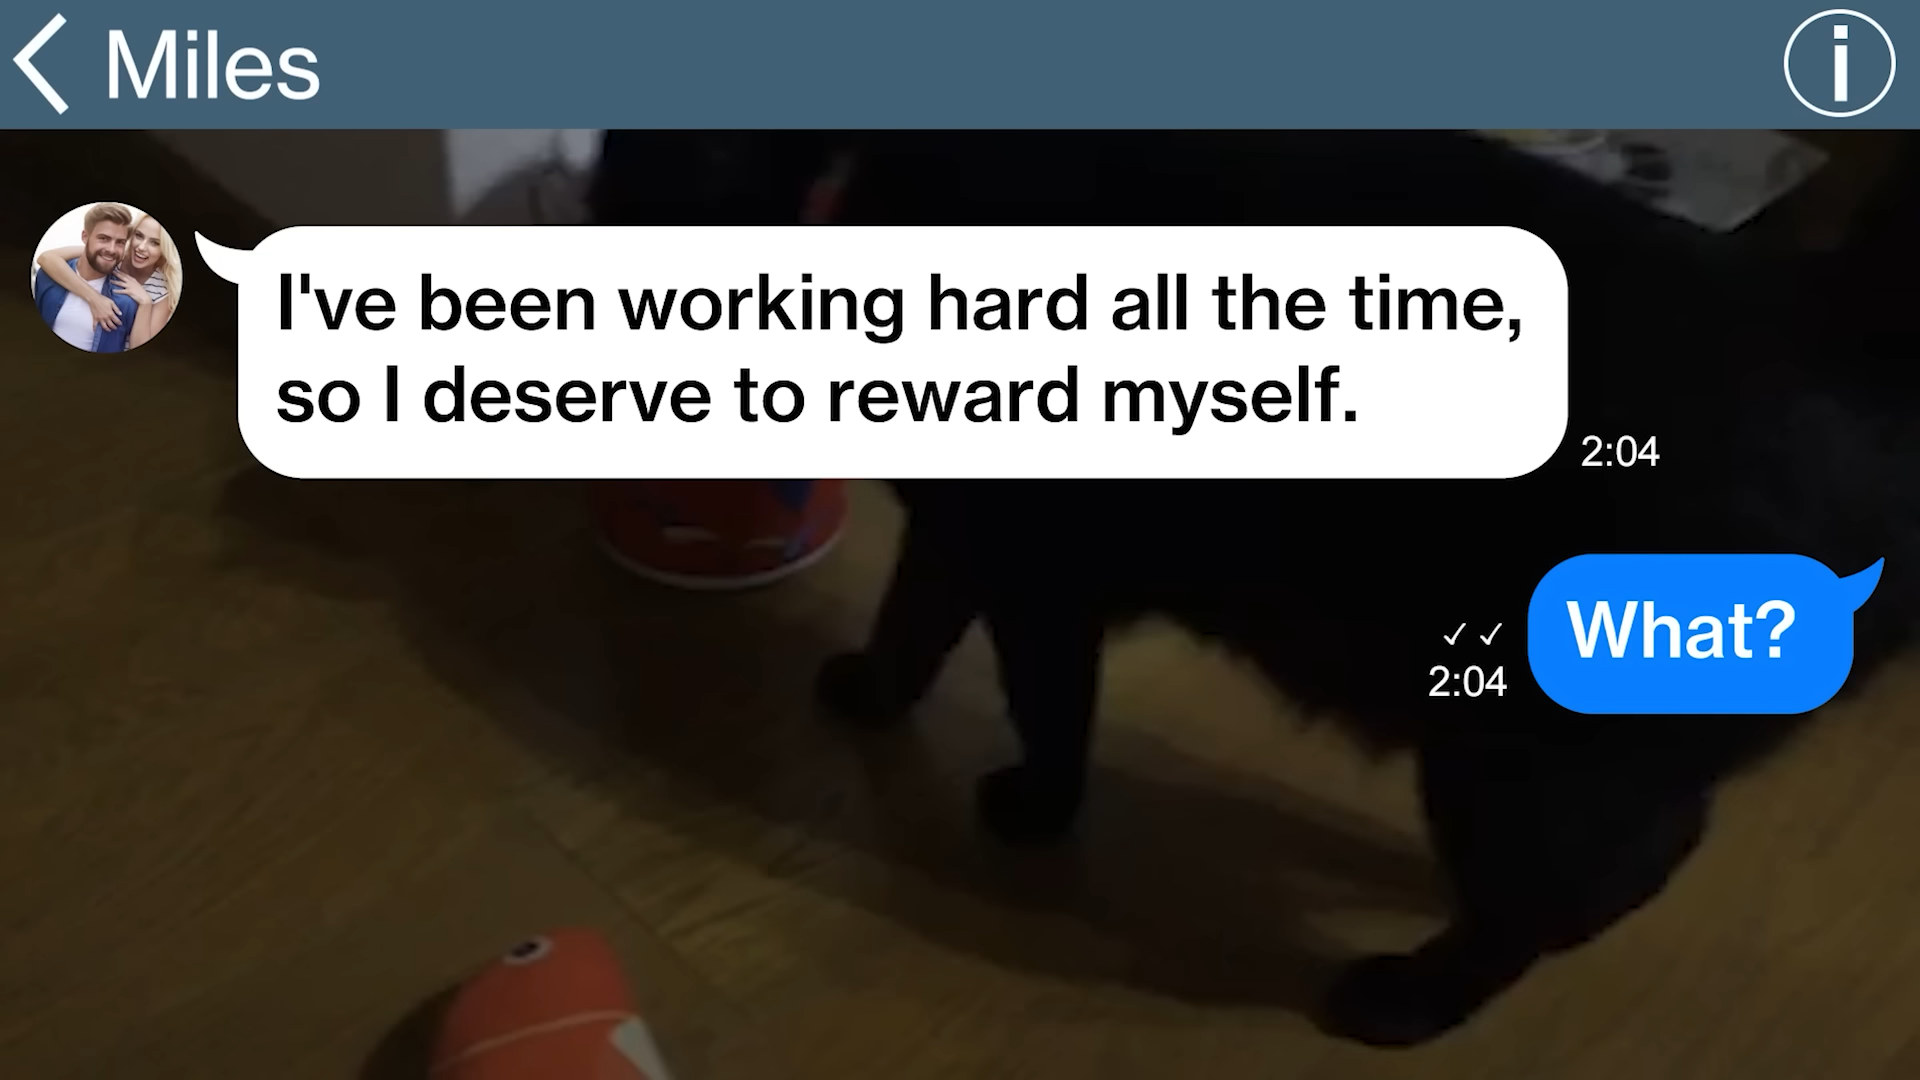 Miles
I've been working hard all the time,
so I deserve to reward myself.
2:04
What?
2:04